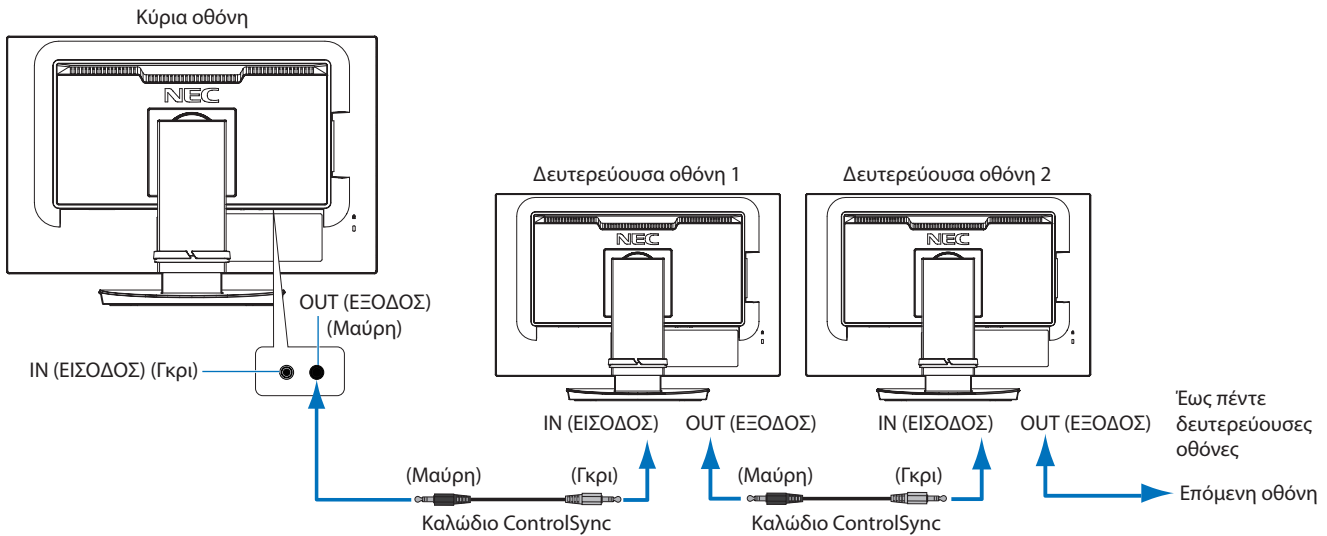 Κύρια οθόνη
NEC
OUT (ΕΞΟΔΟΣ)
(Μαύρη)
IN (ΕΙΣΟΔΟΣ) (Γκρι)
Δευτερεύουσα οθόνη 1
Δευτερεύουσα οθόνη 2
NEC
NEC
IN (ΕΙΣΟΔΟΣ)
OUT (ΕΞΟΔΟΣ)
IN (ΕΙΣΟΔΟΣ)
OUT (ΕΞΟΔΟΣ)
Έως πέντε
δευτερεύουσες
οθόνες
(Μαύρη)
(Γκρι)
(Μαύρη)
(Γκρι)
Επόμενη οθόνη
Καλώδιο ControlSync
Καλώδιο ControlSync